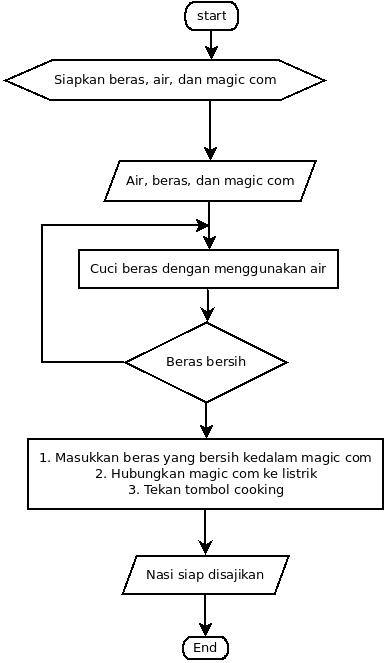 start
Siapkan beras, air, dan magic com
Air, beras, dan magic com
Cuci beras dengan menggunakan air
Beras bersih
1. Masukkan beras yang bersih kedalam magic com
2. Hubungkan magic com ke listrik
3. Tekan tombol cooking
Nasi siap disajikan
End